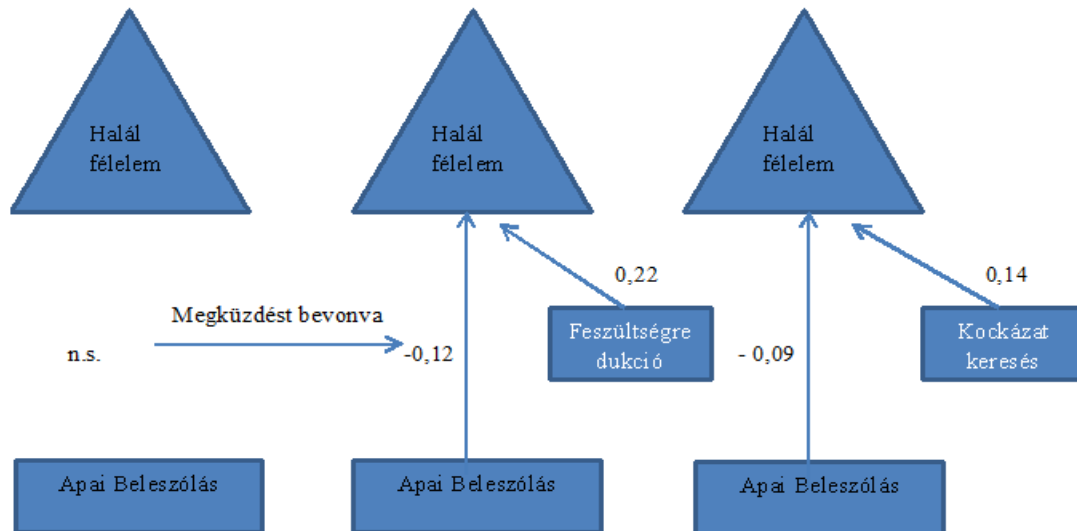 Halál
félelem
Halál
félelem
Halál
félelem
0,22
0,14
Megküzdést bevonva
n.s.
-0,12
Feszültségre
dukció
- 0,09
Kockázat
keresés
Apai Beleszólás
Apai Beleszólás
Apai Beleszólás